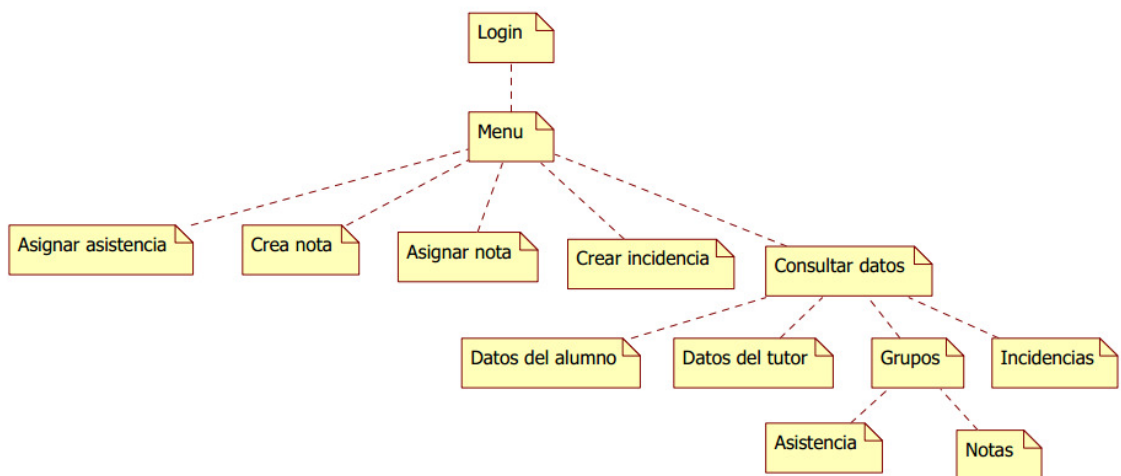 Login
Menu
Asignar asistencia
Crea nota
Asignar nota
Crear incidencia
Consultar datos
Datos del alumno
Datos del tutor
Grupos
Incidencias
Asistencia
Notas